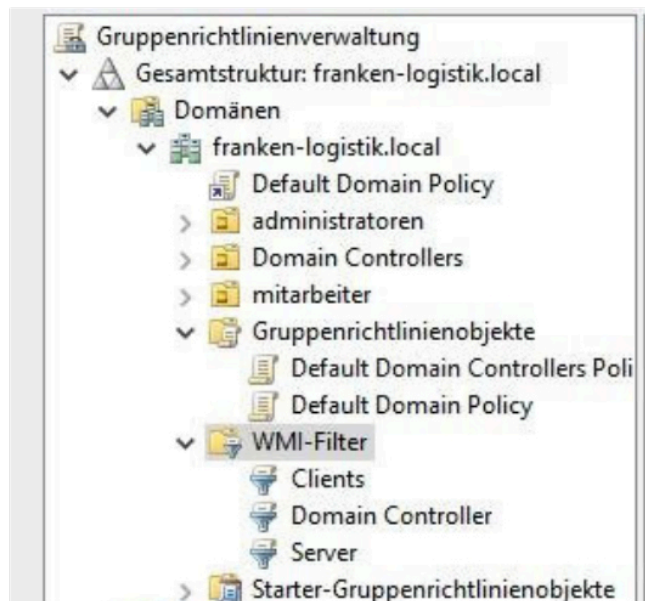 Gruppenrichtlinienverwaltung
Gesamtstruktur: franken-logistik.local
Domänen
franken-logistik.local
Default Domain Policy
administratoren
Domain Controllers
mitarbeiter
Gruppenrichtlinienobjekte
Default Domain Controllers Poli
Default Domain Policy
WMI-Filter
Clients
Domain Controller
Server
Starter-Gruppenrichtlinienobjekte